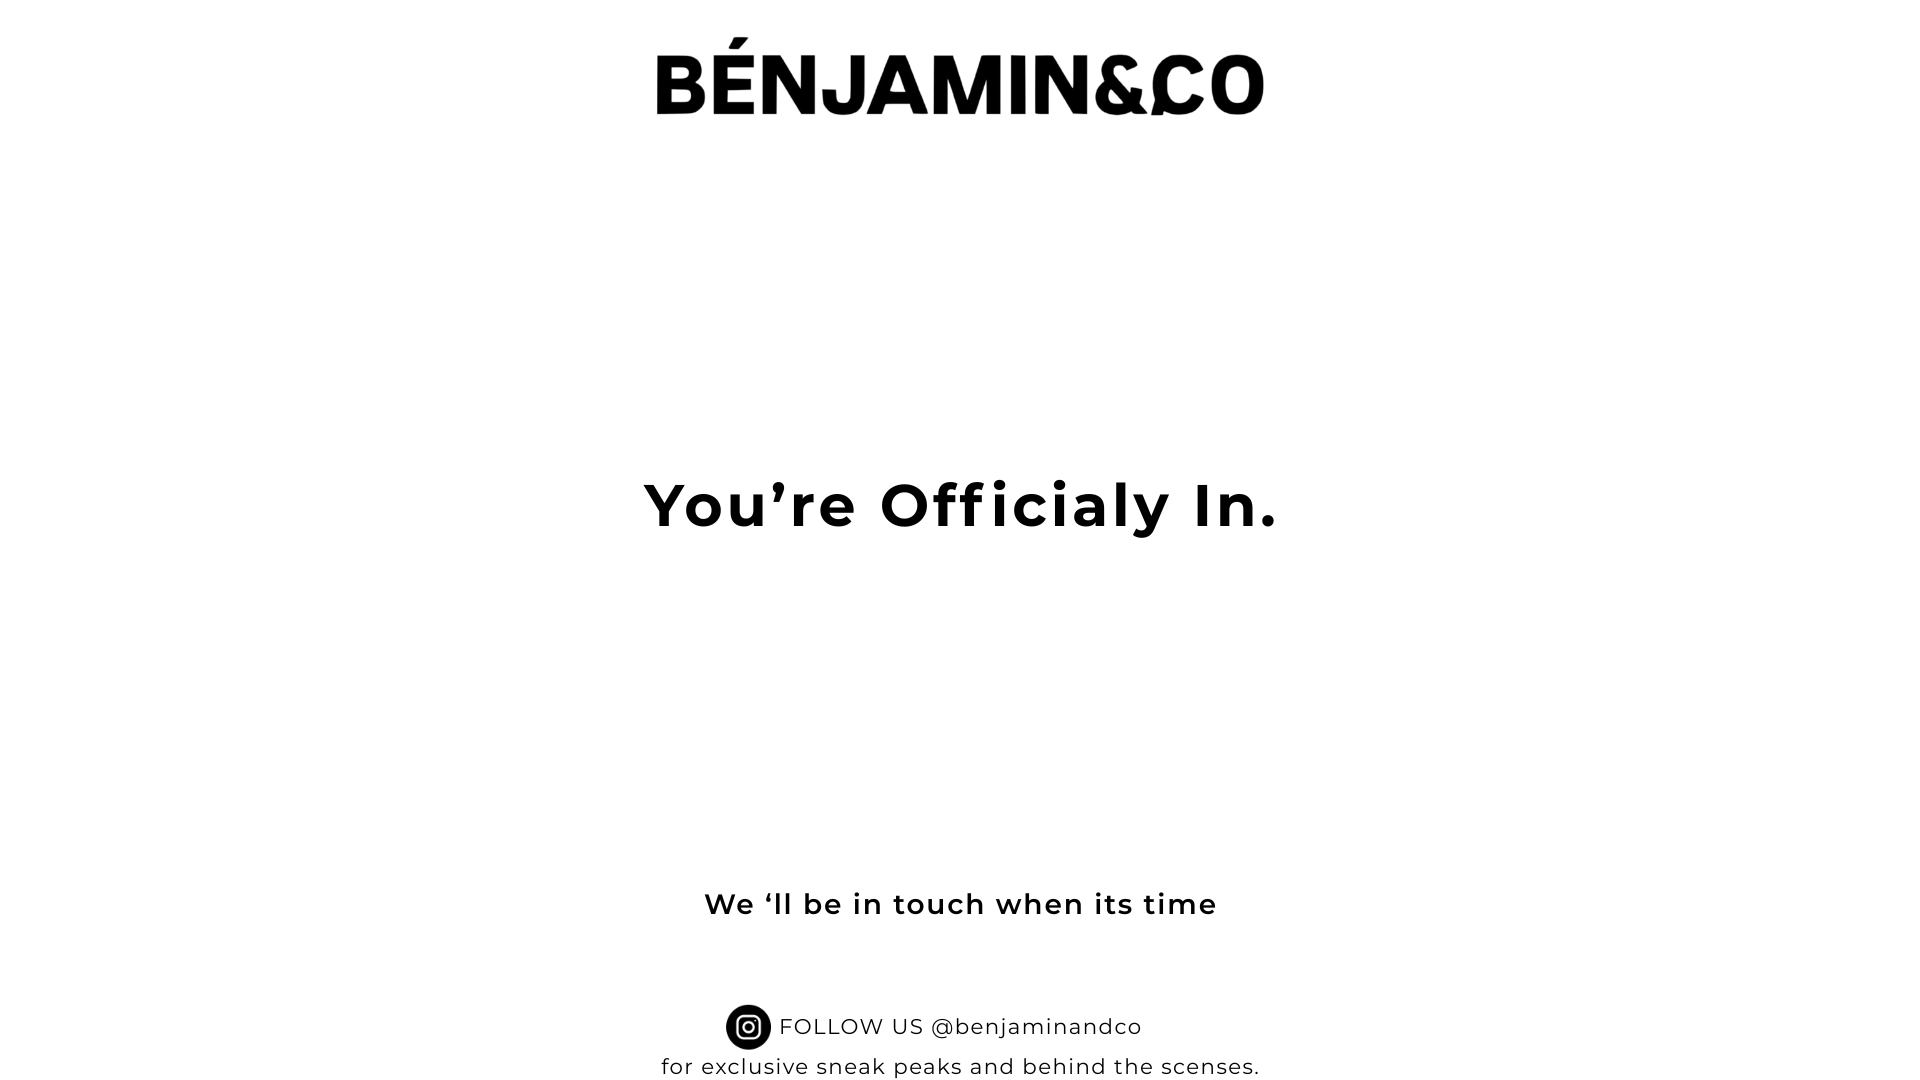 BÉNJAMIN&CO
You’re Officialy In.
We ‘ll be in touch when its time
FOLLOW US @benjaminandco
for exclusive sneak peaks and behind the scenses.